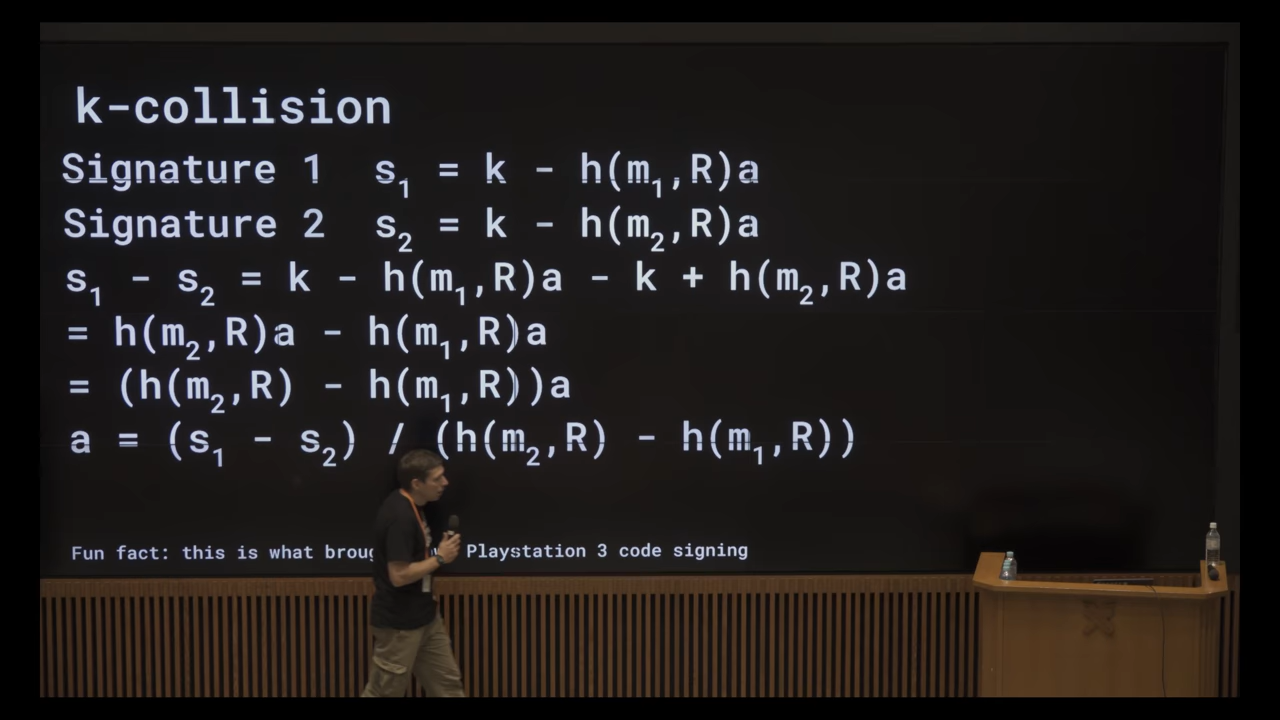 k-collision
Signature 1 s₁ = k - h(m₁,R)a
Signature 2 s₂ = k - h(m₂,R)a
s₁ - s₂ = k - h(m₁,R)a - k + h(m₂,R)a
= h(m₂,R)a - h(m₁,R)a
= (h(m₂,R) - h(m₁,R))a
a = (s₁ - s₂) / (h(m₂,R) - h(m₁,R))
Fun fact: this is what Playstation 3 code signing